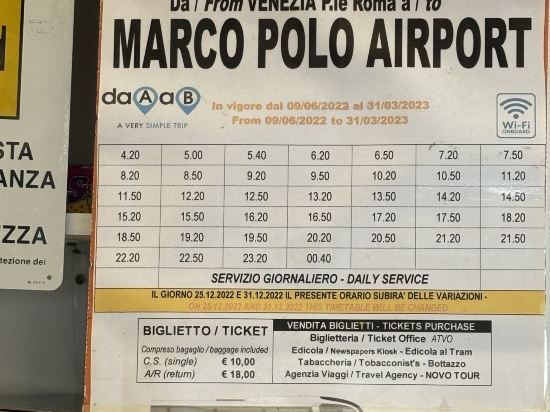 Da / From VENEZIA P.le Roma a / to
MARCO POLO AIRPORT
daAaB
A VERY SIMPLE TRIP
In vigore dal 09/06/2022 al 31/03/2023
From 09/06/2022 to 31/03/2023
Wi-Fi
ONBOARD
4.20 5.00 5.40 6.20 6.50 7.20 7.50
8.20 8.50 9.20 9.50 10.20 10.50 11.20
11.50 12.20 12.50 13.20 13.50 14.20 14.50
15.20 15.50 16.20 16.50 17.20 17.50 18.20
18.50 19.20 19.50 20.20 20.50 21.20 21.50
22.20 22.50 23.20 00.40
SERVIZIO GIORNALIERO - DAILY SERVICE
IL GIORNO 25.12.2022 E 31.12.2022 IL PRESENTE ORARIO SUBIRA' DELLE VARIAZIONI -
ON 25.12.2022 AND 31.12.2022 THIS TIMETABLE WILL BE CHANGED
BIGLIETTO / TICKET
Compreso bagaglio / baggage included
C.S. (single) € 10,00
A/R (return) € 18,00
VENDITA BIGLIETTI - TICKETS PURCHASE
Biglietteria / Ticket Office ATVO
Edicola / Newspapers Kiosk - Edicola al Tram
Tabaccheria / Tobacconist's - Bottazzo
Agenzia Viaggi / Travel Agency - NOVO TOUR
STA
ANZA
ZZA
tezione dei